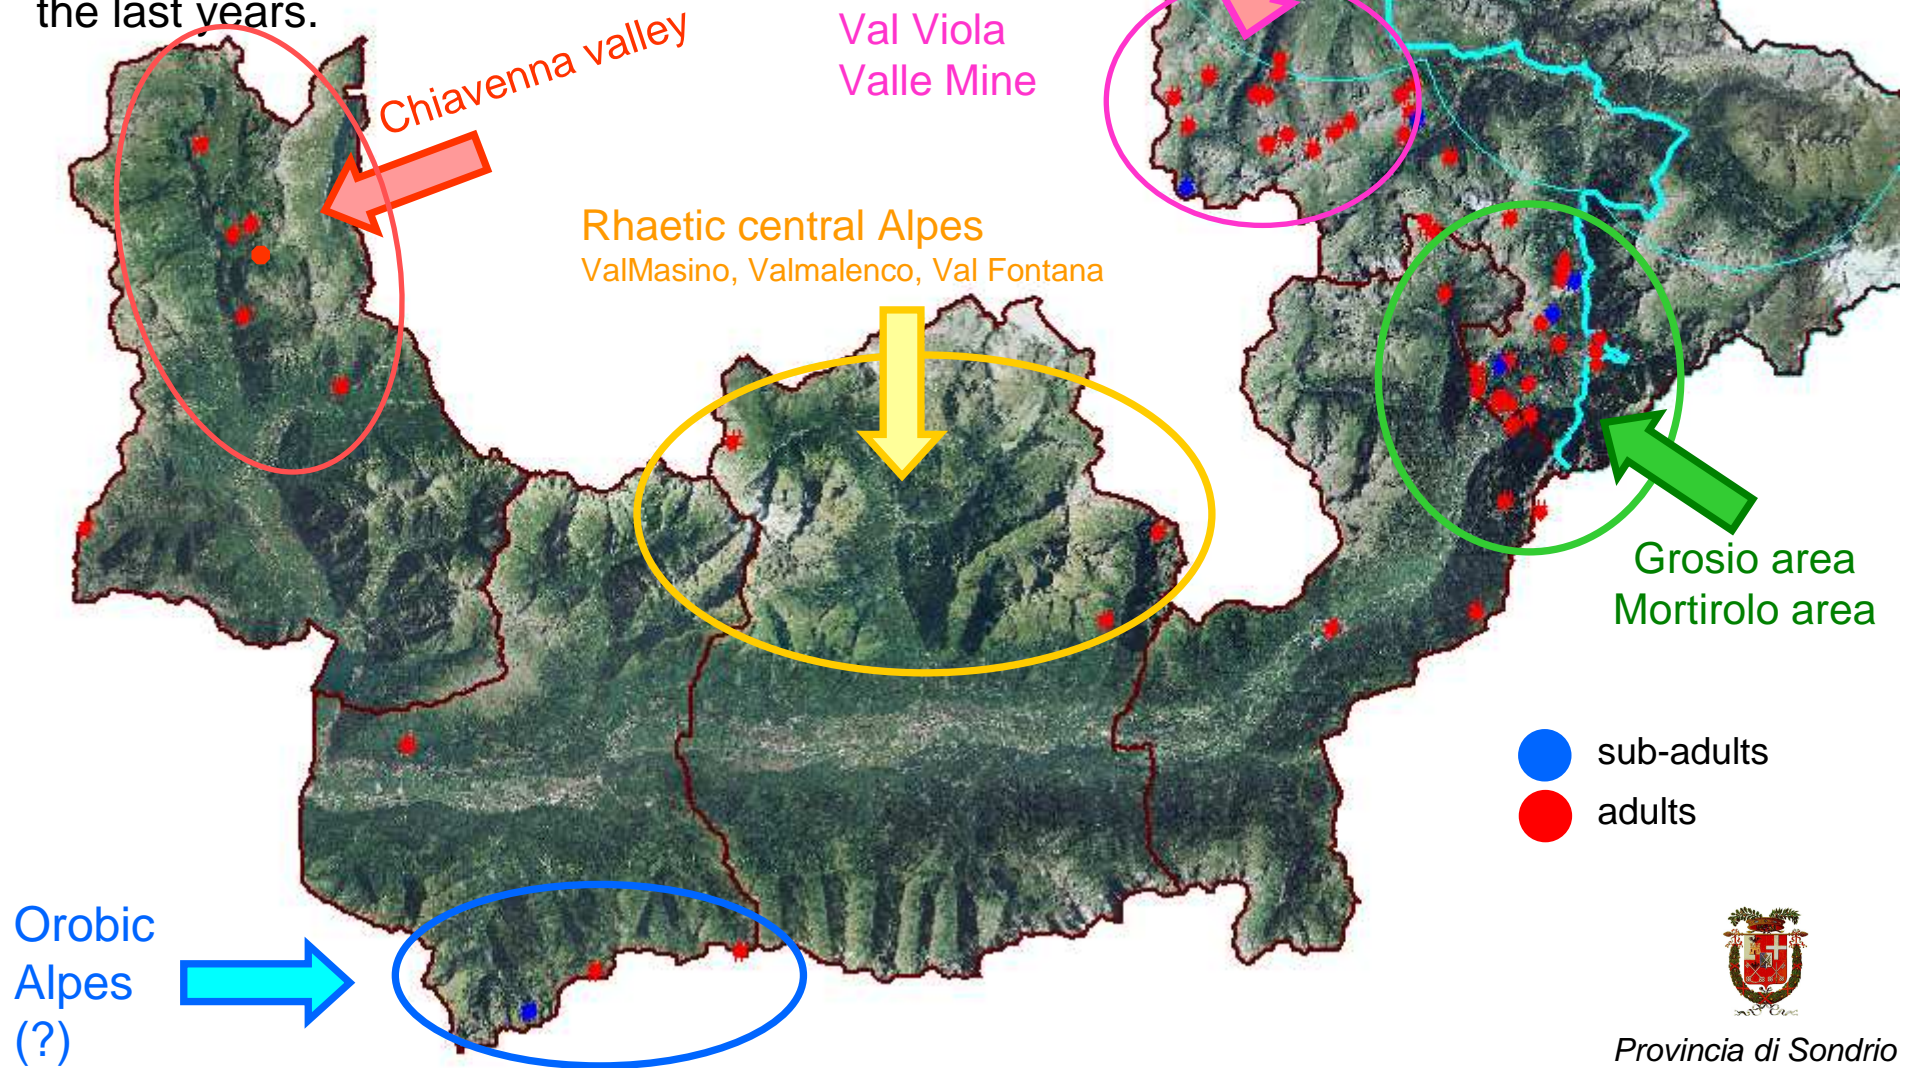 the last years.
Chiavenna valley
Val Viola
Valle Mine
Rhaetic central Alpes
ValMasino, Valmalenco, Val Fontana
Grosio area
Mortirolo area
sub-adults
adults
Orobic
Alpes
(?)
Provincia di Sondrio